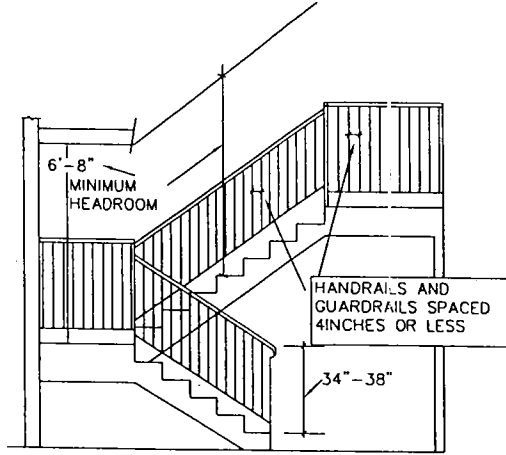 6'-8"
MINIMUM
HEADROOM
HANDRAILS AND
GUARDRAILS SPACED
4INCHES OR LESS
34"-38"